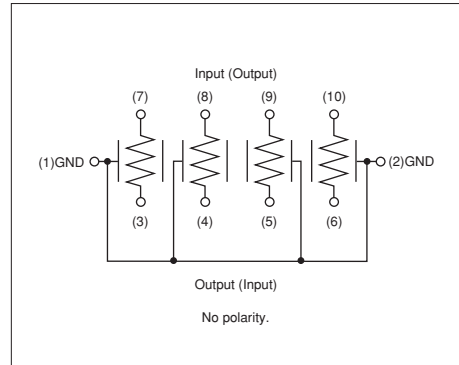 Input (Output)
(7) (8) (9) (10)
(1)GND (2)GND
(3) (4) (5) (6)
Output (Input)
No polarity.